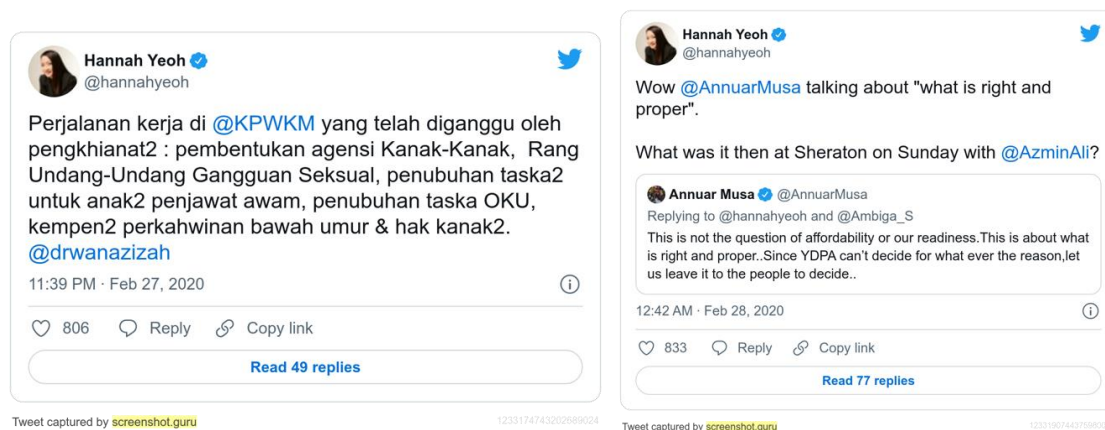 Hannah Yeoh
@hannahyeoh
Perjalanan kerja di @KPWKM yang telah diganggu oleh
pengkhianat2 : pembentukan agensi Kanak-Kanak, Rang
Undang-Undang Gangguan Seksual, penubuhan taska2
untuk anak2 penjawat awam, penubuhan taska OKU,
kempen2 perkahwinan bawah umur & hak kanak2.
@drwanazizah
11:39 PM · Feb 27, 2020
806 Reply Copy link
Read 49 replies
Tweet captured by screenshot.guru
1233174743202689024
Hannah Yeoh
@hannahyeoh
Wow @AnnuarMusa talking about "what is right and
proper".
What was it then at Sheraton on Sunday with @AzminAli?
Annuar Musa @AnnuarMusa
Replying to @hannahyeoh and @Ambiga_S
This is not the question of affordability or our readiness.This is about what
is right and proper..Since YDPA can't decide for what ever the reason,let
us leave it to the people to decide..
12:42 AM · Feb 28, 2020
833 Reply Copy link
Read 77 replies
Tweet captured by screenshot.guru